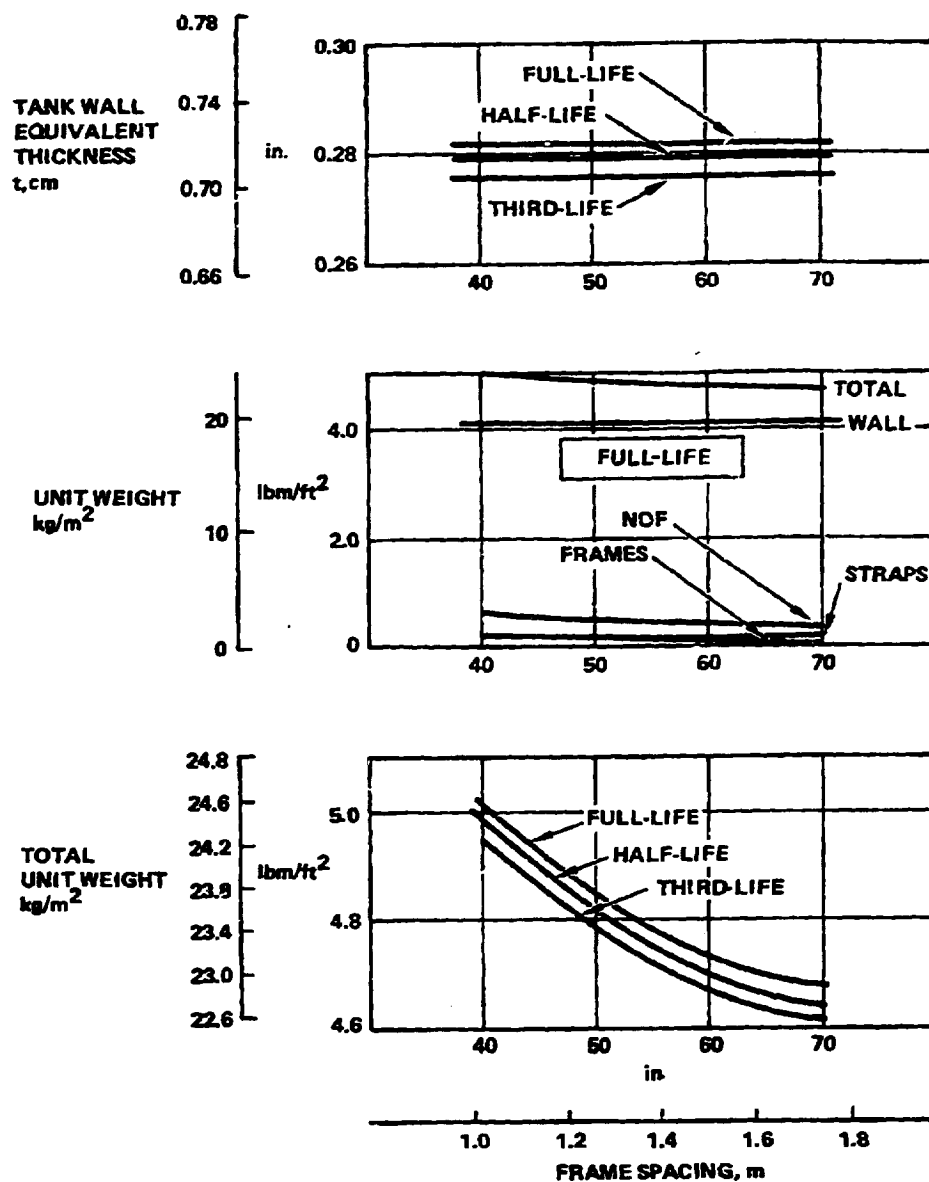 0.78
0.74
0.70
0.66
TANK WALL
EQUIVALENT
THICKNESS
t,cm
in.
0.30
0.28
0.26
FULL-LIFE
HALF-LIFE
THIRD-LIFE
40 50 60 70
20
10
0
UNIT WEIGHT
kg/m2
lbm/ft2
4.0
2.0
0
TOTAL
WALL
FULL-LIFE
NOF
FRAMES
STRAPS
40 50 60 70
24.8
24.6
24.2
23.8
23.4
23.0
22.6
TOTAL
UNIT WEIGHT
kg/m2
lbm/ft2
5.0
4.8
4.6
FULL-LIFE
HALF-LIFE
THIRD-LIFE
40 50 60 70
in.
1.0 1.2 1.4 1.6 1.8
FRAME SPACING, m